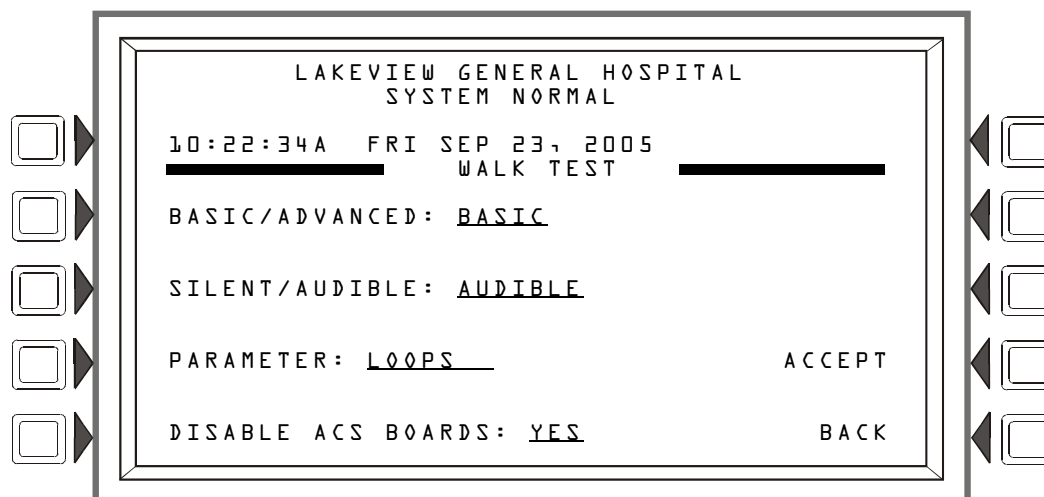 LAKEVIEW GENERAL HOSPITAL
SYSTEM NORMAL
10:22:34A FRI SEP 23, 2005
WALK TEST
BASIC/ADVANCED: BASIC
SILENT/AUDIBLE: AUDIBLE
PARAMETER: LOOPS ACCEPT
DISABLE ACS BOARDS: YES BACK